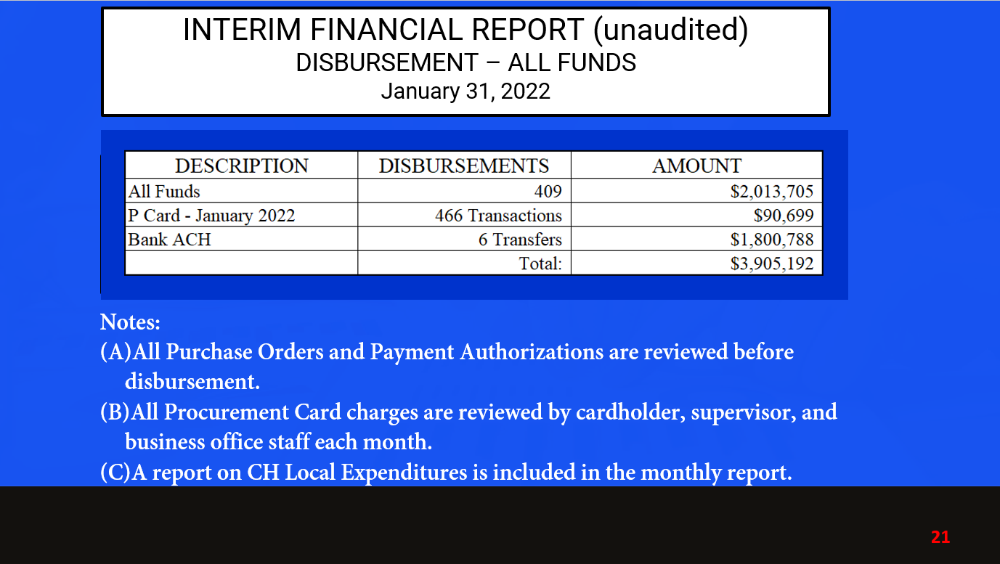 INTERIM FINANCIAL REPORT (unaudited)
DISBURSEMENT – ALL FUNDS
January 31, 2022
DESCRIPTION DISBURSEMENTS AMOUNT
All Funds 409 $2,013,705
P Card - January 2022 466 Transactions $90,699
Bank ACH 6 Transfers $1,800,788
Total: $3,905,192
Notes:
(A)All Purchase Orders and Payment Authorizations are reviewed before
disbursement.
(B)All Procurement Card charges are reviewed by cardholder, supervisor, and
business office staff each month.
(C)A report on CH Local Expenditures is included in the monthly report.
21